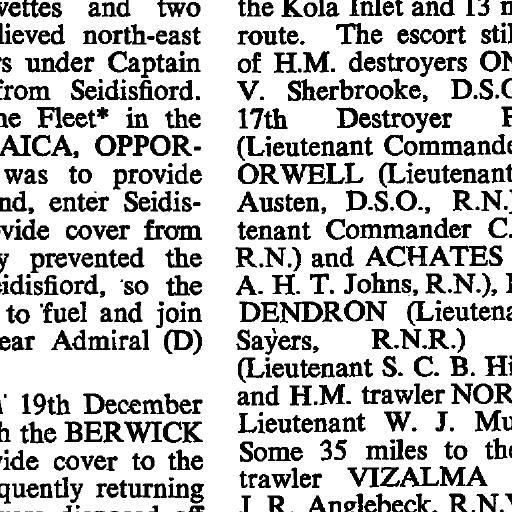 vettes and two
lieved north-east
rs under Captain
from Seidisfiord.
he Fleet* in the
AICA, OPPOR-
was to provide
nd, enter Seidis-
vide cover from
y prevented the
idisfiord, so the
to fuel and join
ear Admiral (D)
19th December
h the BERWICK
vide cover to the
quently returning
the Kola Inlet and 13 m
route. The escort stil
of H.M. destroyers ON
V. Sherbrooke, D.S.O
17th Destroyer F
(Lieutenant Commande
ORWELL (Lieutenant
Austen, D.S.O., R.N.)
tenant Commander C.
R.N.) and ACHATES
A. H. T. Johns, R.N.),
DENDRON (Lieutena
Sayers, R.N.R.)
(Lieutenant S. C. B. Hi
and H.M. trawler NOR
Lieutenant W. J. Mu
Some 35 miles to the
trawler VIZALMA
J. R. Anglebeck, R.N.V